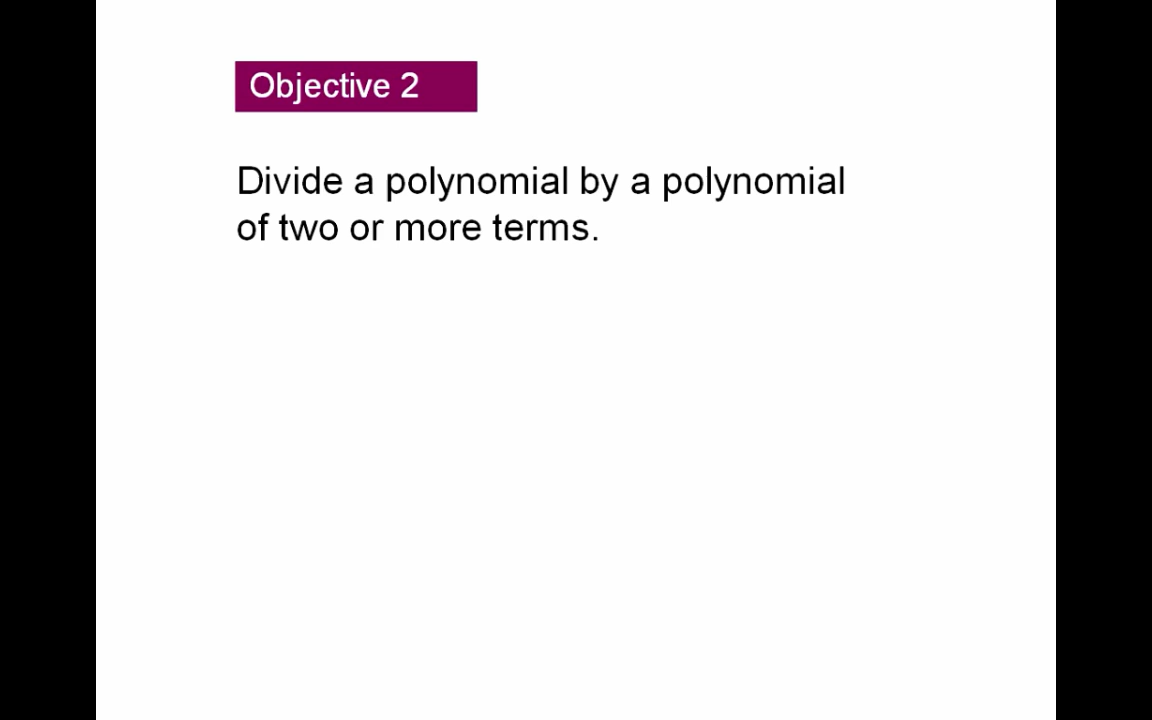 Objective 2
Divide a polynomial by a polynomial
of two or more terms.